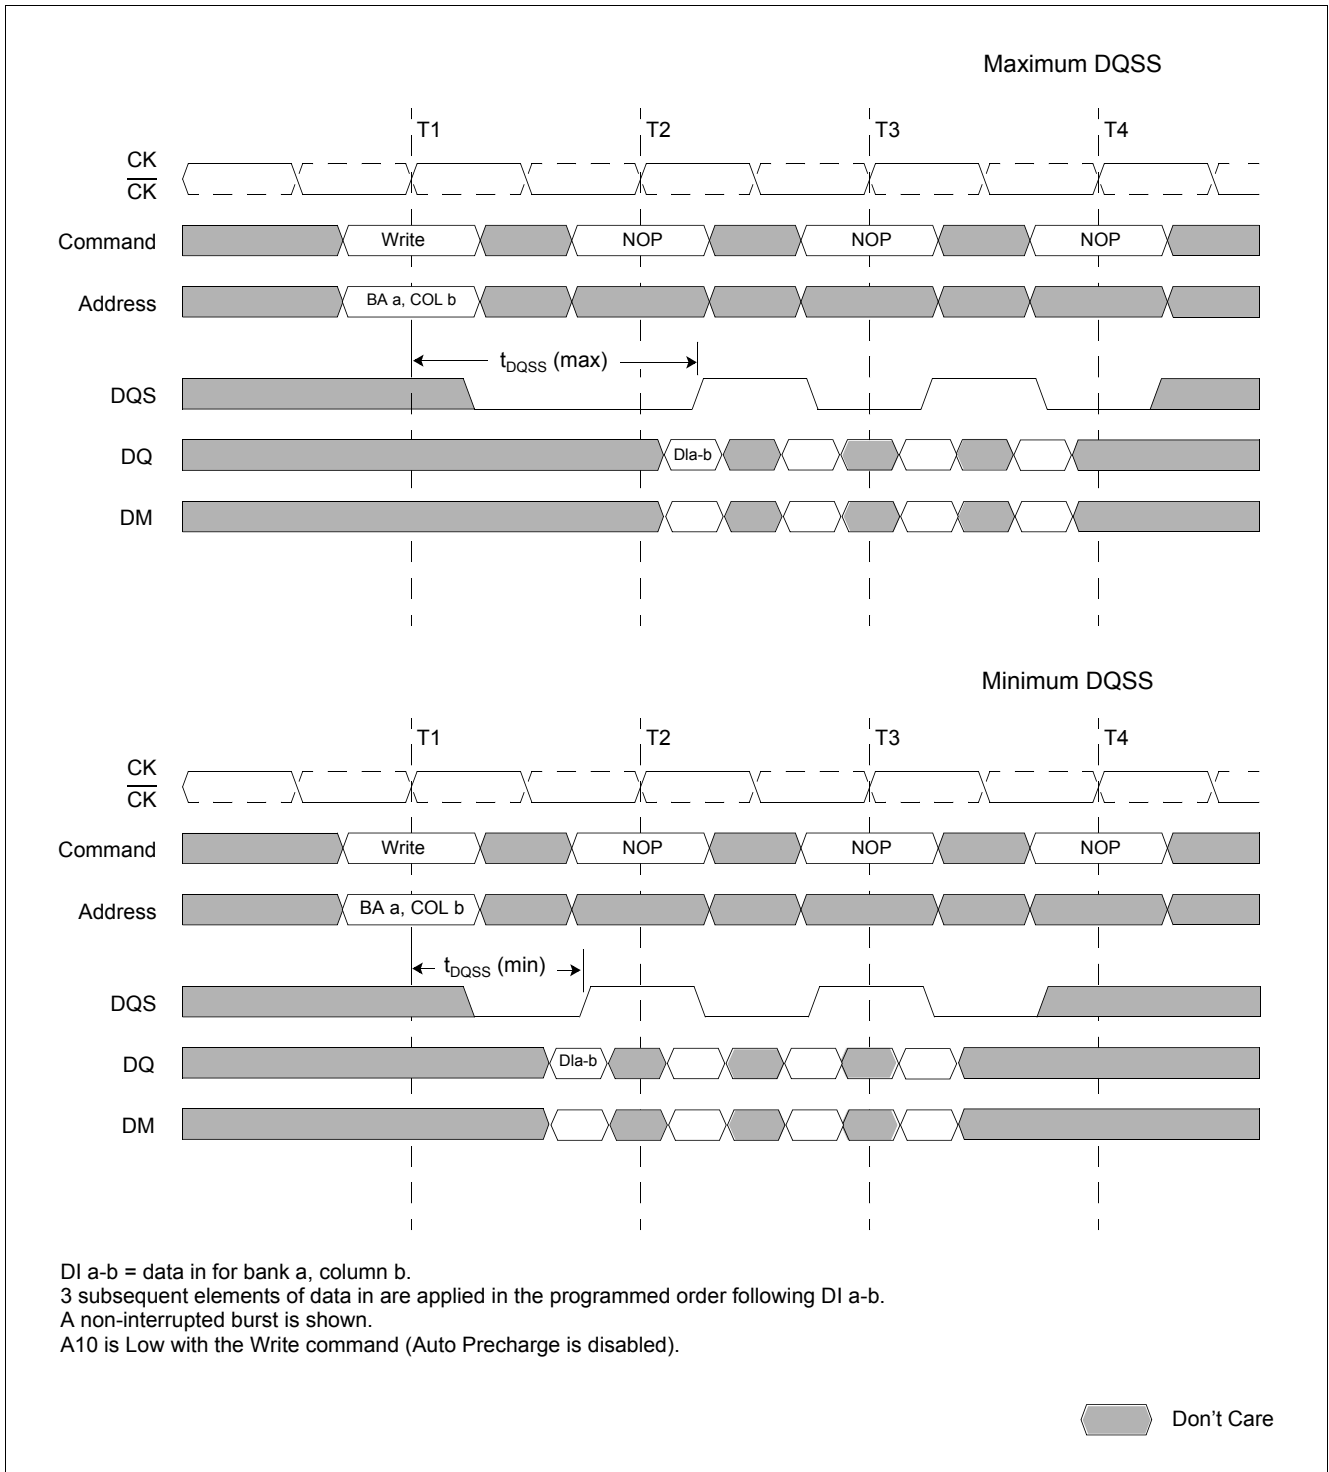 Maximum DQSS
T1 T2 T3 T4
CK
CK
Command Write NOP NOP NOP
Address BA a, COL b
tDQSS (max)
DQS
DQ DIa-b
DM
Minimum DQSS
T1 T2 T3 T4
CK
CK
Command Write NOP NOP NOP
Address BA a, COL b
tDQSS (min)
DQS
DQ DIa-b
DM
DI a-b = data in for bank a, column b.
3 subsequent elements of data in are applied in the programmed order following DI a-b.
A non-interrupted burst is shown.
A10 is Low with the Write command (Auto Precharge is disabled).
Don't Care